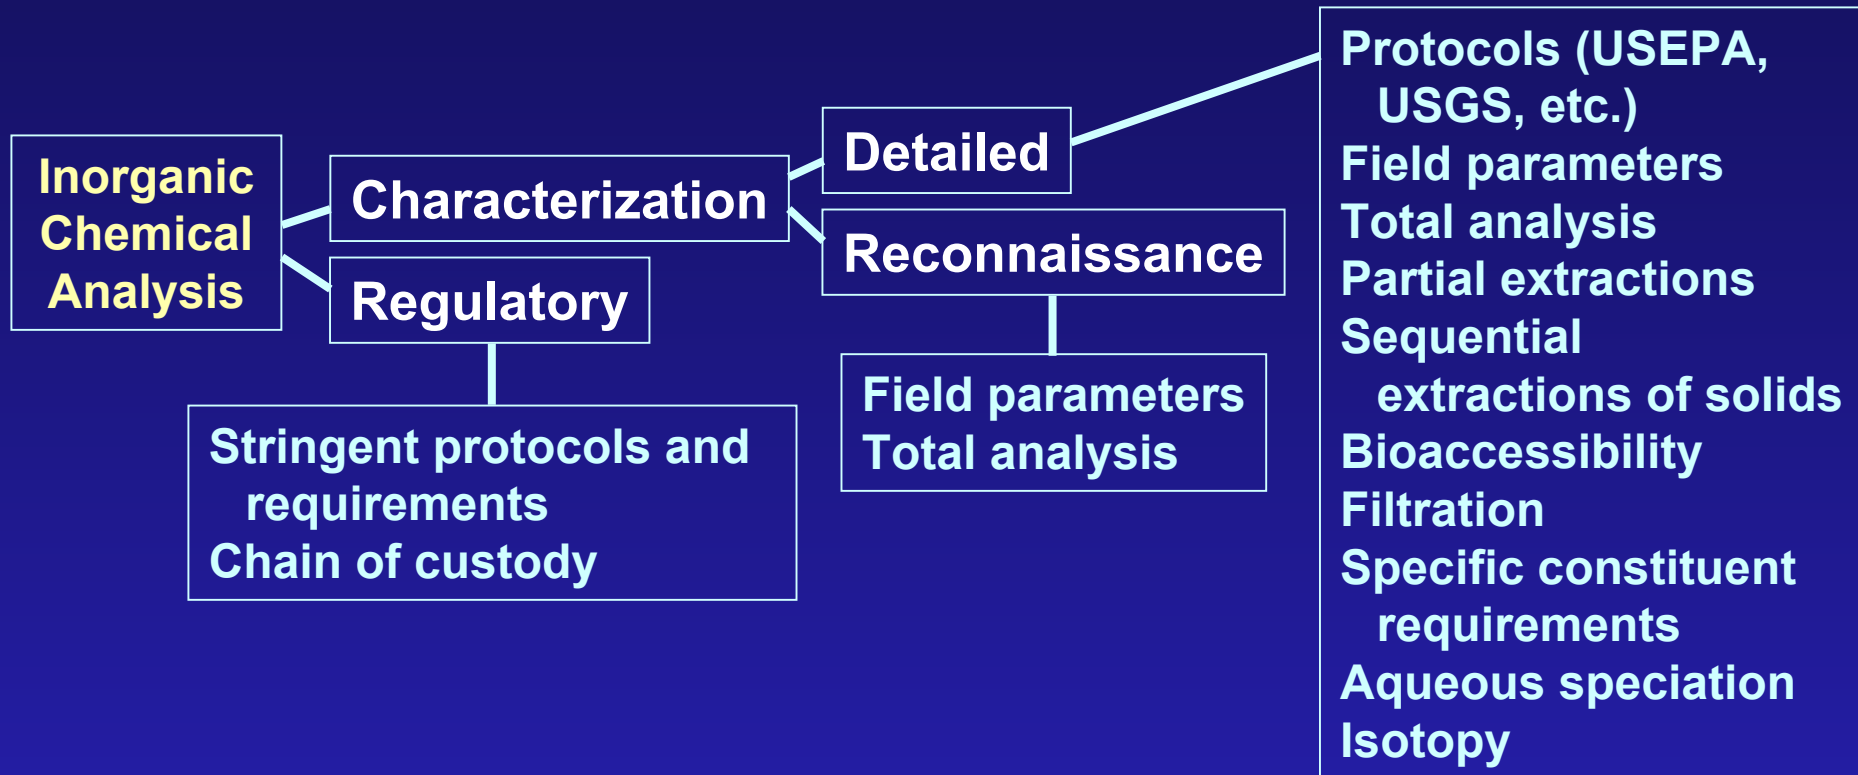 Inorganic
Chemical
Analysis
Characterization
Regulatory
Stringent protocols and
requirements
Chain of custody
Detailed
Reconnaissance
Field parameters
Total analysis
Protocols (USEPA,
USGS, etc.)
Field parameters
Total analysis
Partial extractions
Sequential
extractions of solids
Bioaccessibility
Filtration
Specific constituent
requirements
Aqueous speciation
Isotopy